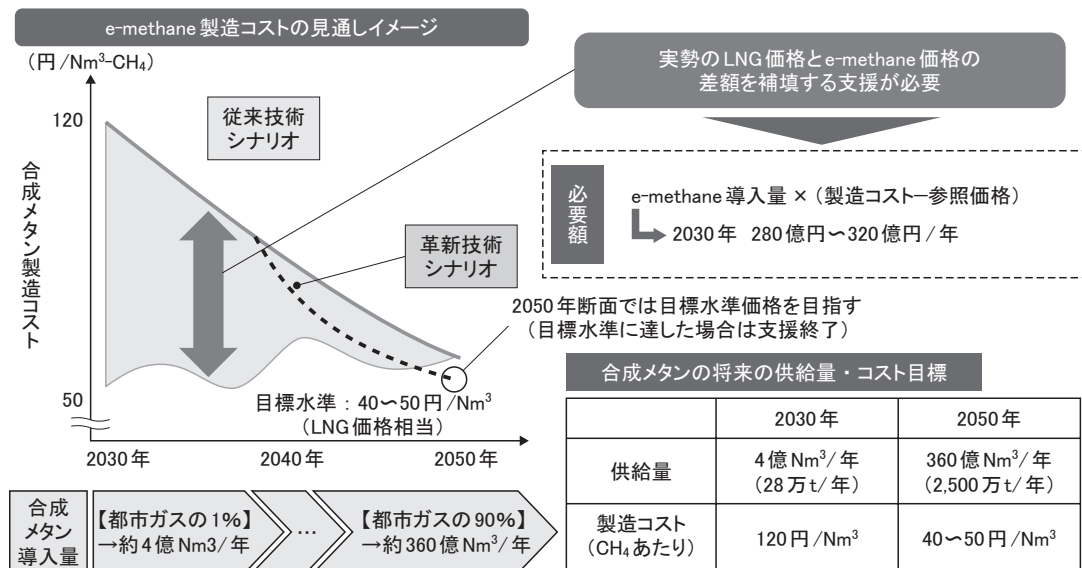 e-methane 製造コストの見通しイメージ
（円/Nm³-CH₄）
120
50
合成メタン製造コスト
従来技術
シナリオ
革新技術
シナリオ
目標水準：40〜50円/Nm³
（LNG価格相当）
2030年
2040年
2050年
実勢のLNG価格とe-methane価格の
差額を補填する支援が必要
必要額
e-methane導入量×（製造コストー参照価格）
2030年 280億円〜320億円/年
2050年断面では目標水準価格を目指す
（目標水準に達した場合は支援終了）
合成メタンの将来の供給量・コスト目標
2030年 2050年
供給量
4億Nm³/年
（28万t/年）
360億Nm³/年
（2,500万t/年）
製造コスト
（CH₄あたり）
120円/Nm³
40〜50円/Nm³
合成
メタン
導入量
【都市ガスの1%】
→約4億Nm3/年
…
【都市ガスの90%】
→約360億Nm³/年